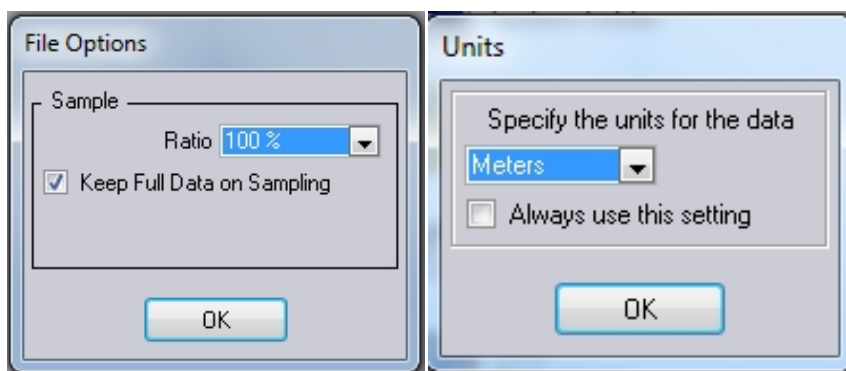 File Options
Sample
Ratio 100 %
Keep Full Data on Sampling
OK
Units
Specify the units for the data
Meters
Always use this setting
OK